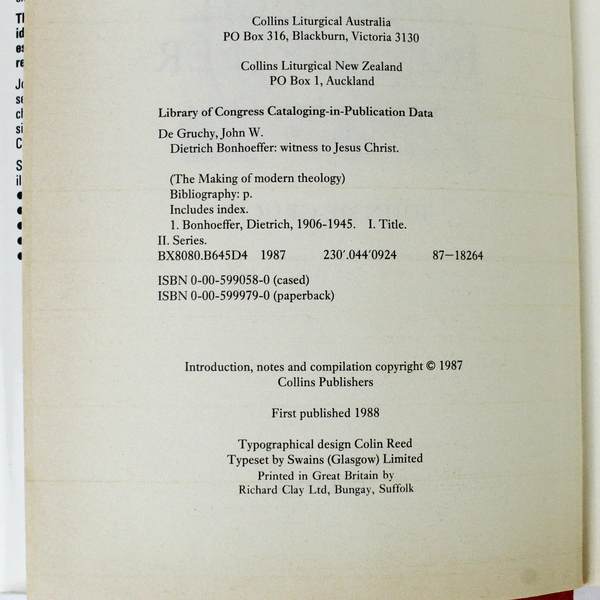 Collins Liturgical Australia
PO Box 316, Blackburn, Victoria 3130
Collins Liturgical New Zealand
PO Box 1, Auckland
Library of Congress Cataloging-in-Publication Data
De Gruchy, John W.
Dietrich Bonhoeffer: witness to Jesus Christ.
(The Making of modern theology)
Bibliography: p.
Includes index.
1. Bonhoeffer, Dietrich, 1906-1945. I. Title.
II. Series.
BX8080.B645D4 1987 230'.044'0924 87–18264
ISBN 0-00-599058-0 (cased)
ISBN 0-00-599979-0 (paperback)
Introduction, notes and compilation copyright © 1987
Collins Publishers
First published 1988
Typographical design Colin Reed
Typeset by Swains (Glasgow) Limited
Printed in Great Britain by
Richard Clay Ltd, Bungay, Suffolk